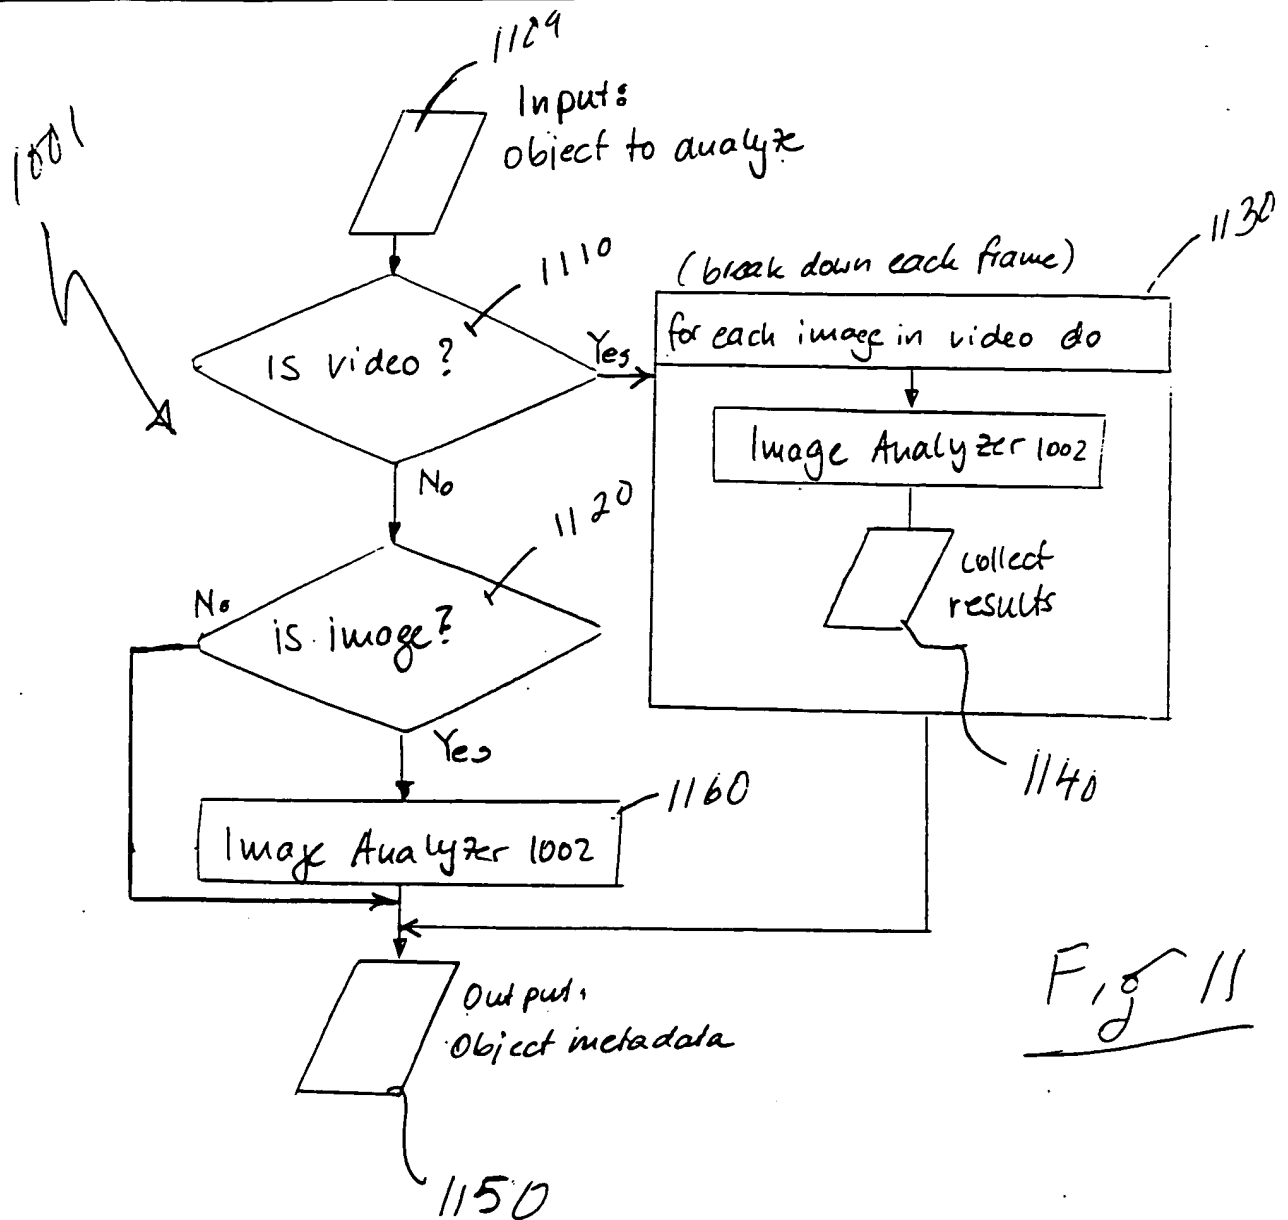 1129
Input:
object to analyze
1001
1110
is video?
Yes
No
(break down each frame)
1130
for each image in video do
Image Analyzer 1002
collect
results
1140
1120
No
is image?
Yes
1160
Image Analyzer 1002
Output:
Object metadata
1150
Fig 11